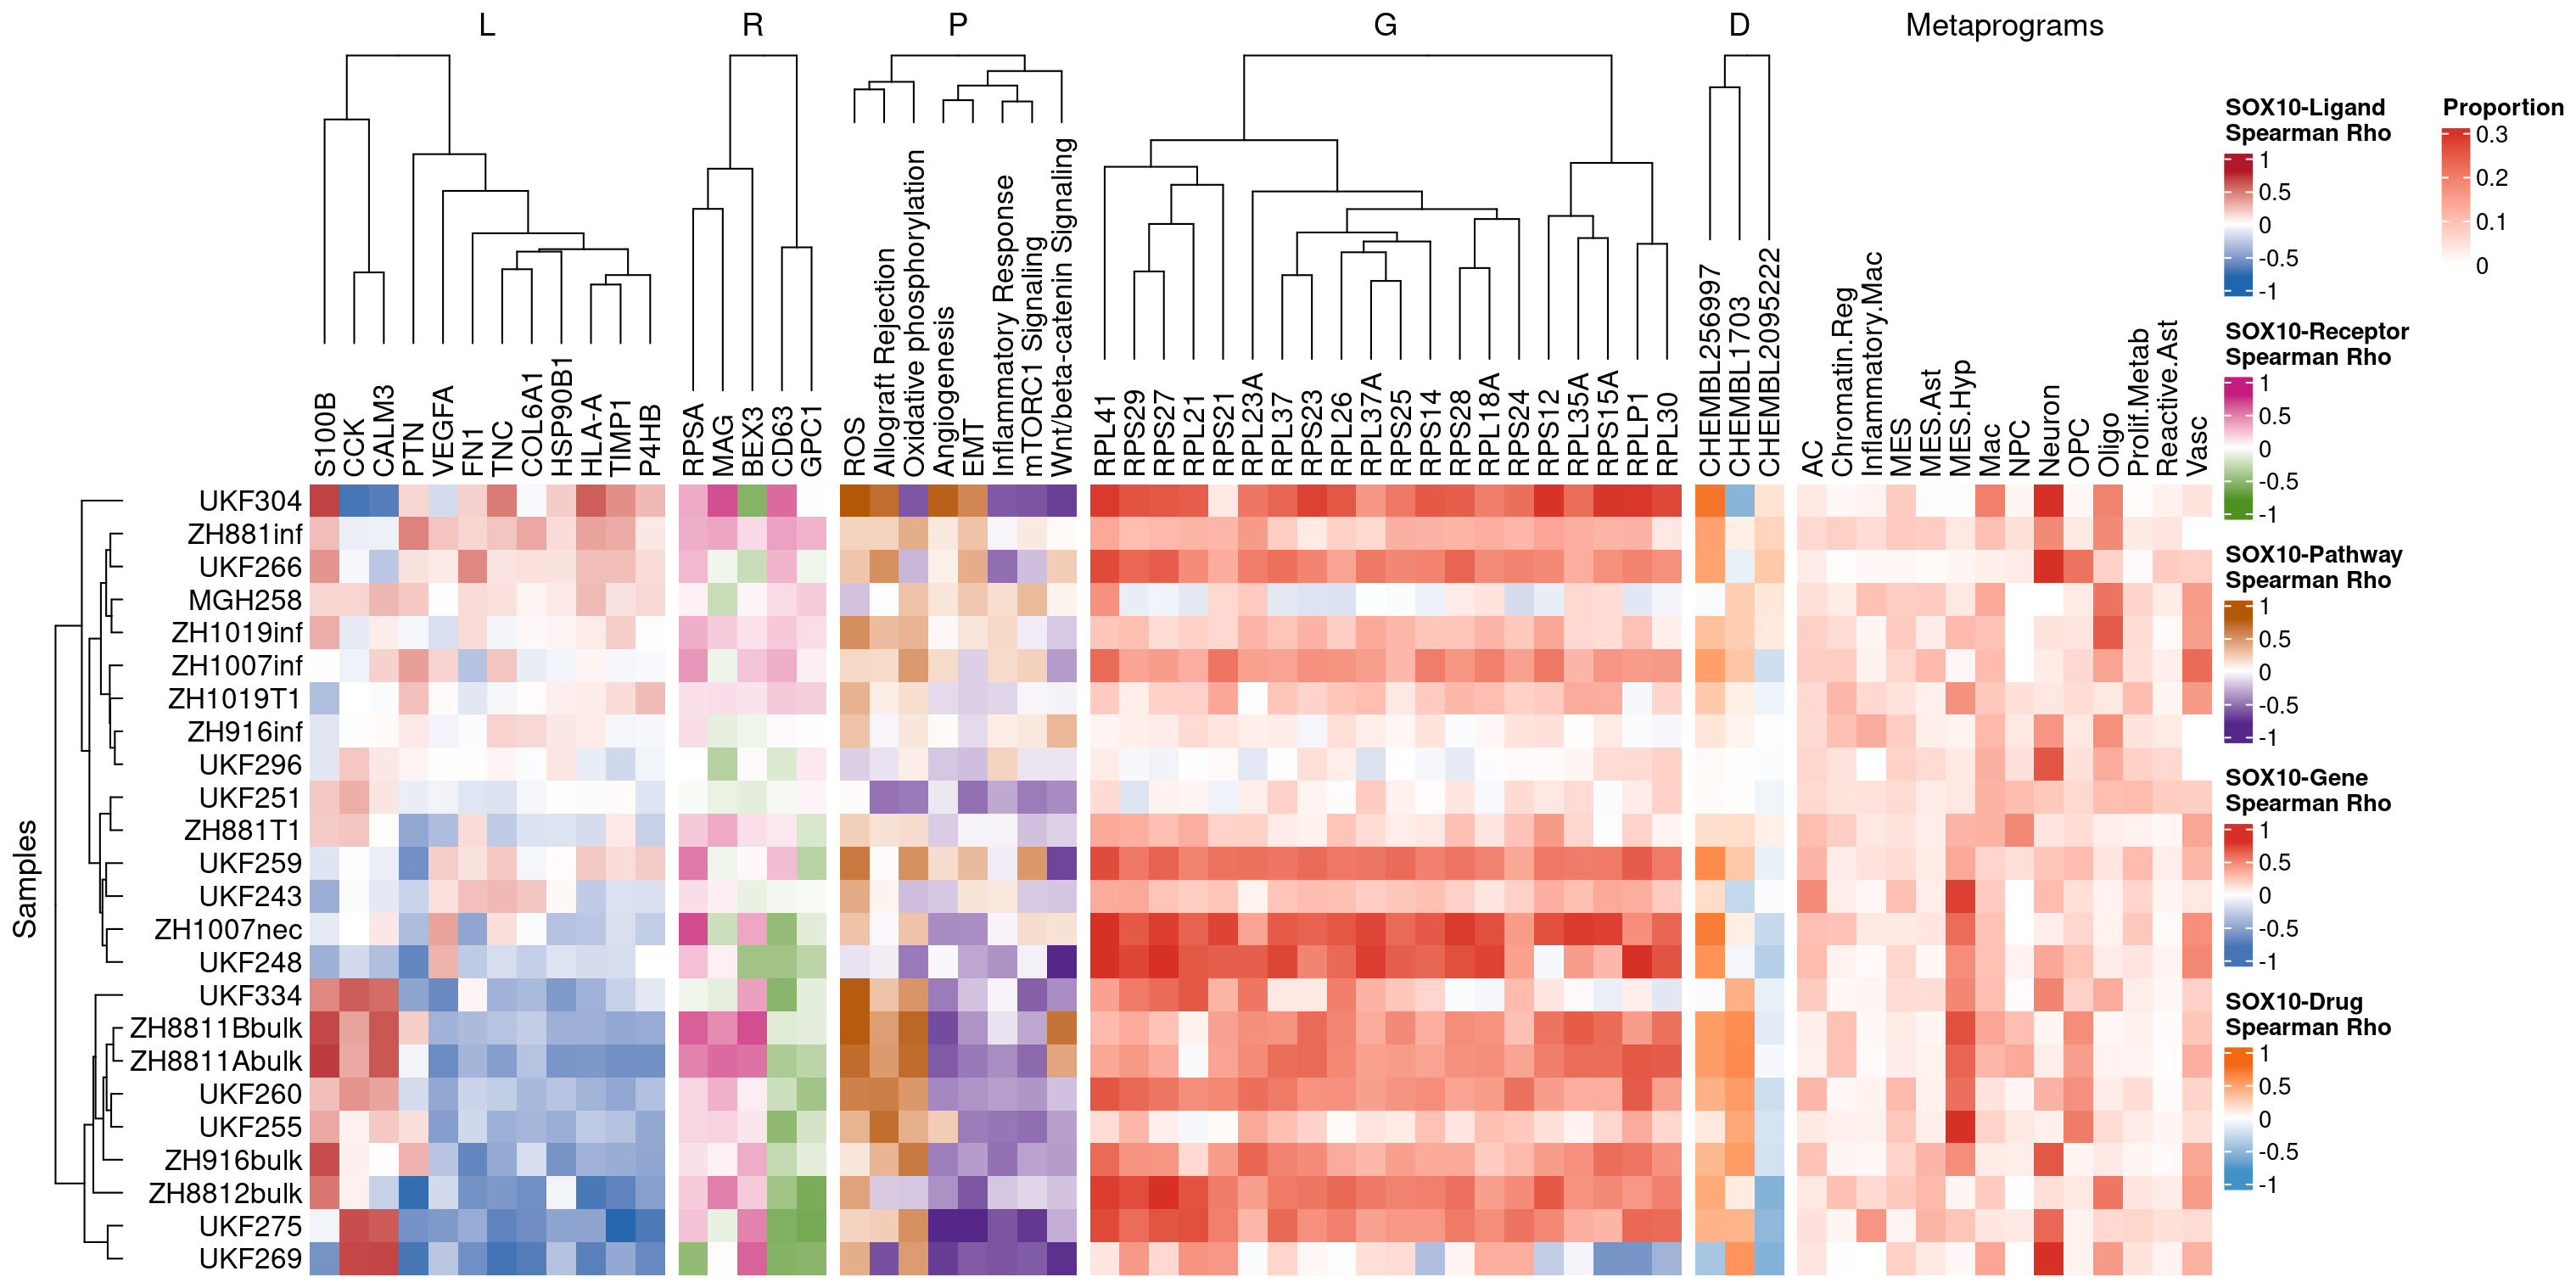 L R P G D Metaprograms
S100B
CCK
CALM3
PTN
VEGFA
FN1
TNC
COL6A1
HSP90B1
HLA-A
TIMP1
P4HB
RPSA
MAG
BEX3
CD63
GPC1
ROS
Allograft Rejection
Oxidative phosphorylation
Angiogenesis
EMT
Inflammatory Response
mTORC1 Signaling
Wnt/beta-catenin Signaling
RPL41
RPS29
RPS27
RPL21
RPS21
RPL23A
RPL37
RPS23
RPL26
RPL37A
RPS25
RPS14
RPS28
RPL18A
RPS24
RPS12
RPL35A
RPS15A
RPLP1
RPL30
CHEMBL256997
CHEMBL1703
CHEMBL2095222
AC
Chromatin.Reg
Inflammatory.Mac
MES
MES.Ast
MES.Hyp
Mac
NPC
Neuron
OPC
Oligo
Prolif.Metab
Reactive.Ast
Vasc
Samples
UKF304
ZH881inf
UKF266
MGH258
ZH1019inf
ZH1007inf
ZH1019T1
ZH916inf
UKF296
UKF251
ZH881T1
UKF259
UKF243
ZH1007nec
UKF248
UKF334
ZH8811Bbulk
ZH8811Abulk
UKF260
UKF255
ZH916bulk
ZH8812bulk
UKF275
UKF269
SOX10-Ligand
Spearman Rho
1
0.5
0
-0.5
-1
SOX10-Receptor
Spearman Rho
1
0.5
0
-0.5
-1
SOX10-Pathway
Spearman Rho
1
0.5
0
-0.5
-1
SOX10-Gene
Spearman Rho
1
0.5
0
-0.5
-1
SOX10-Drug
Spearman Rho
1
0.5
0
-0.5
-1
Proportion
0.3
0.2
0.1
0